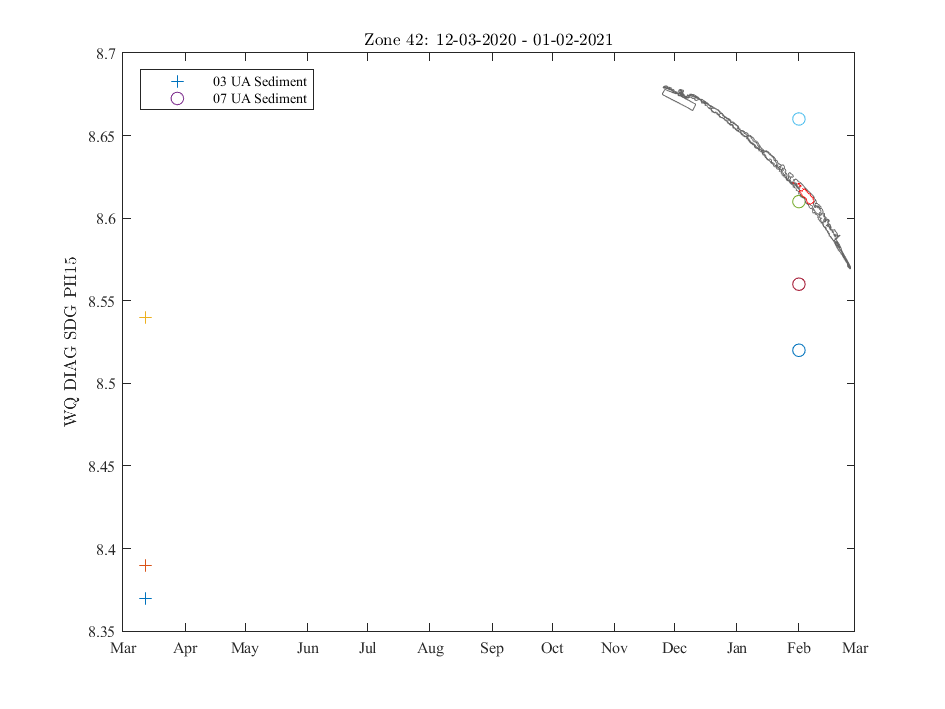 Zone 42: 12-03-2020 - 01-02-2021
8.7
03 UA Sediment
07 UA Sediment
8.65
8.6
8.55
8.5
8.45
8.4
8.35
WQ DIAG SDG PH15
Mar Apr May Jun Jul Aug Sep Oct Nov Dec Jan Feb Mar